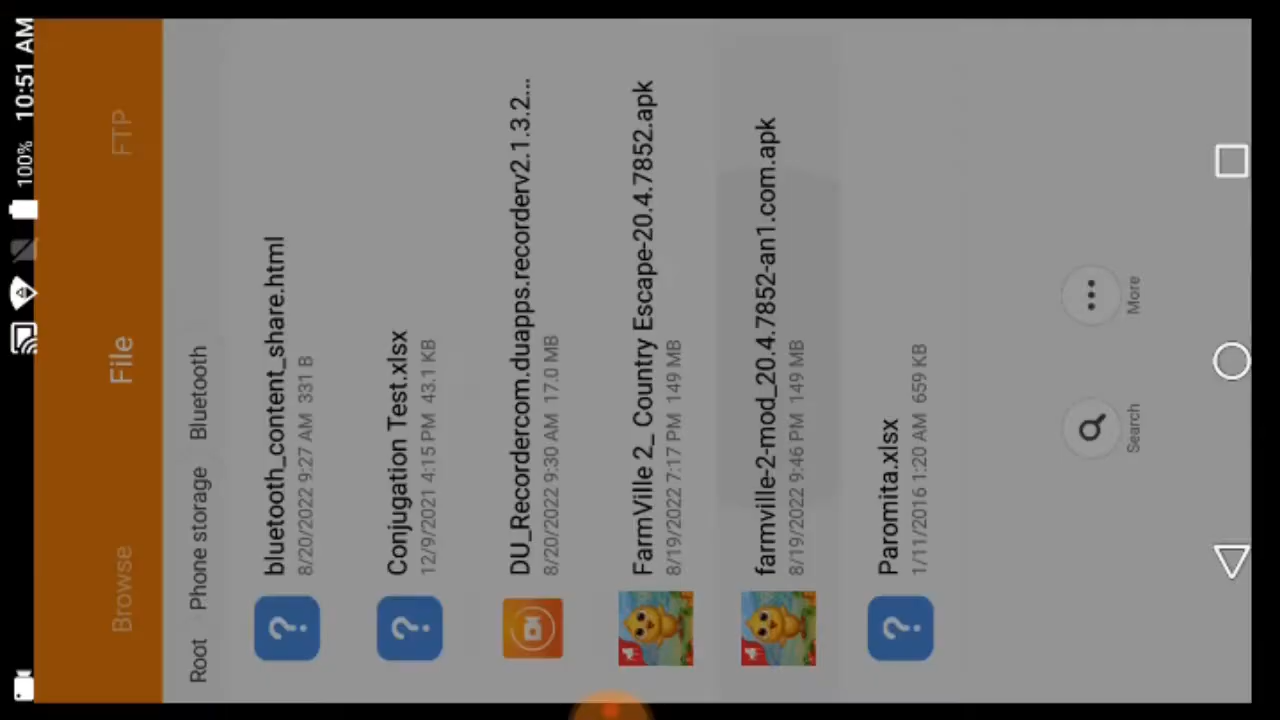 100% 10:51 AM
Browse File FTP
Root Phone storage Bluetooth
bluetooth_content_share.html
8/20/2022 9:27 AM 331 B
Conjugation Test.xlsx
12/9/2021 4:15 PM 43.1 KB
DU_Recordercom.duapps.recorderv2.1.3.2...
8/20/2022 9:30 AM 17.0 MB
FarmVille 2_ Country Escape-20.4.7852.apk
8/19/2022 7:17 PM 149 MB
farmville-2-mod_20.4.7852-an1.com.apk
8/19/2022 9:46 PM 149 MB
Paromita.xlsx
1/11/2016 1:20 AM 659 KB
Search More